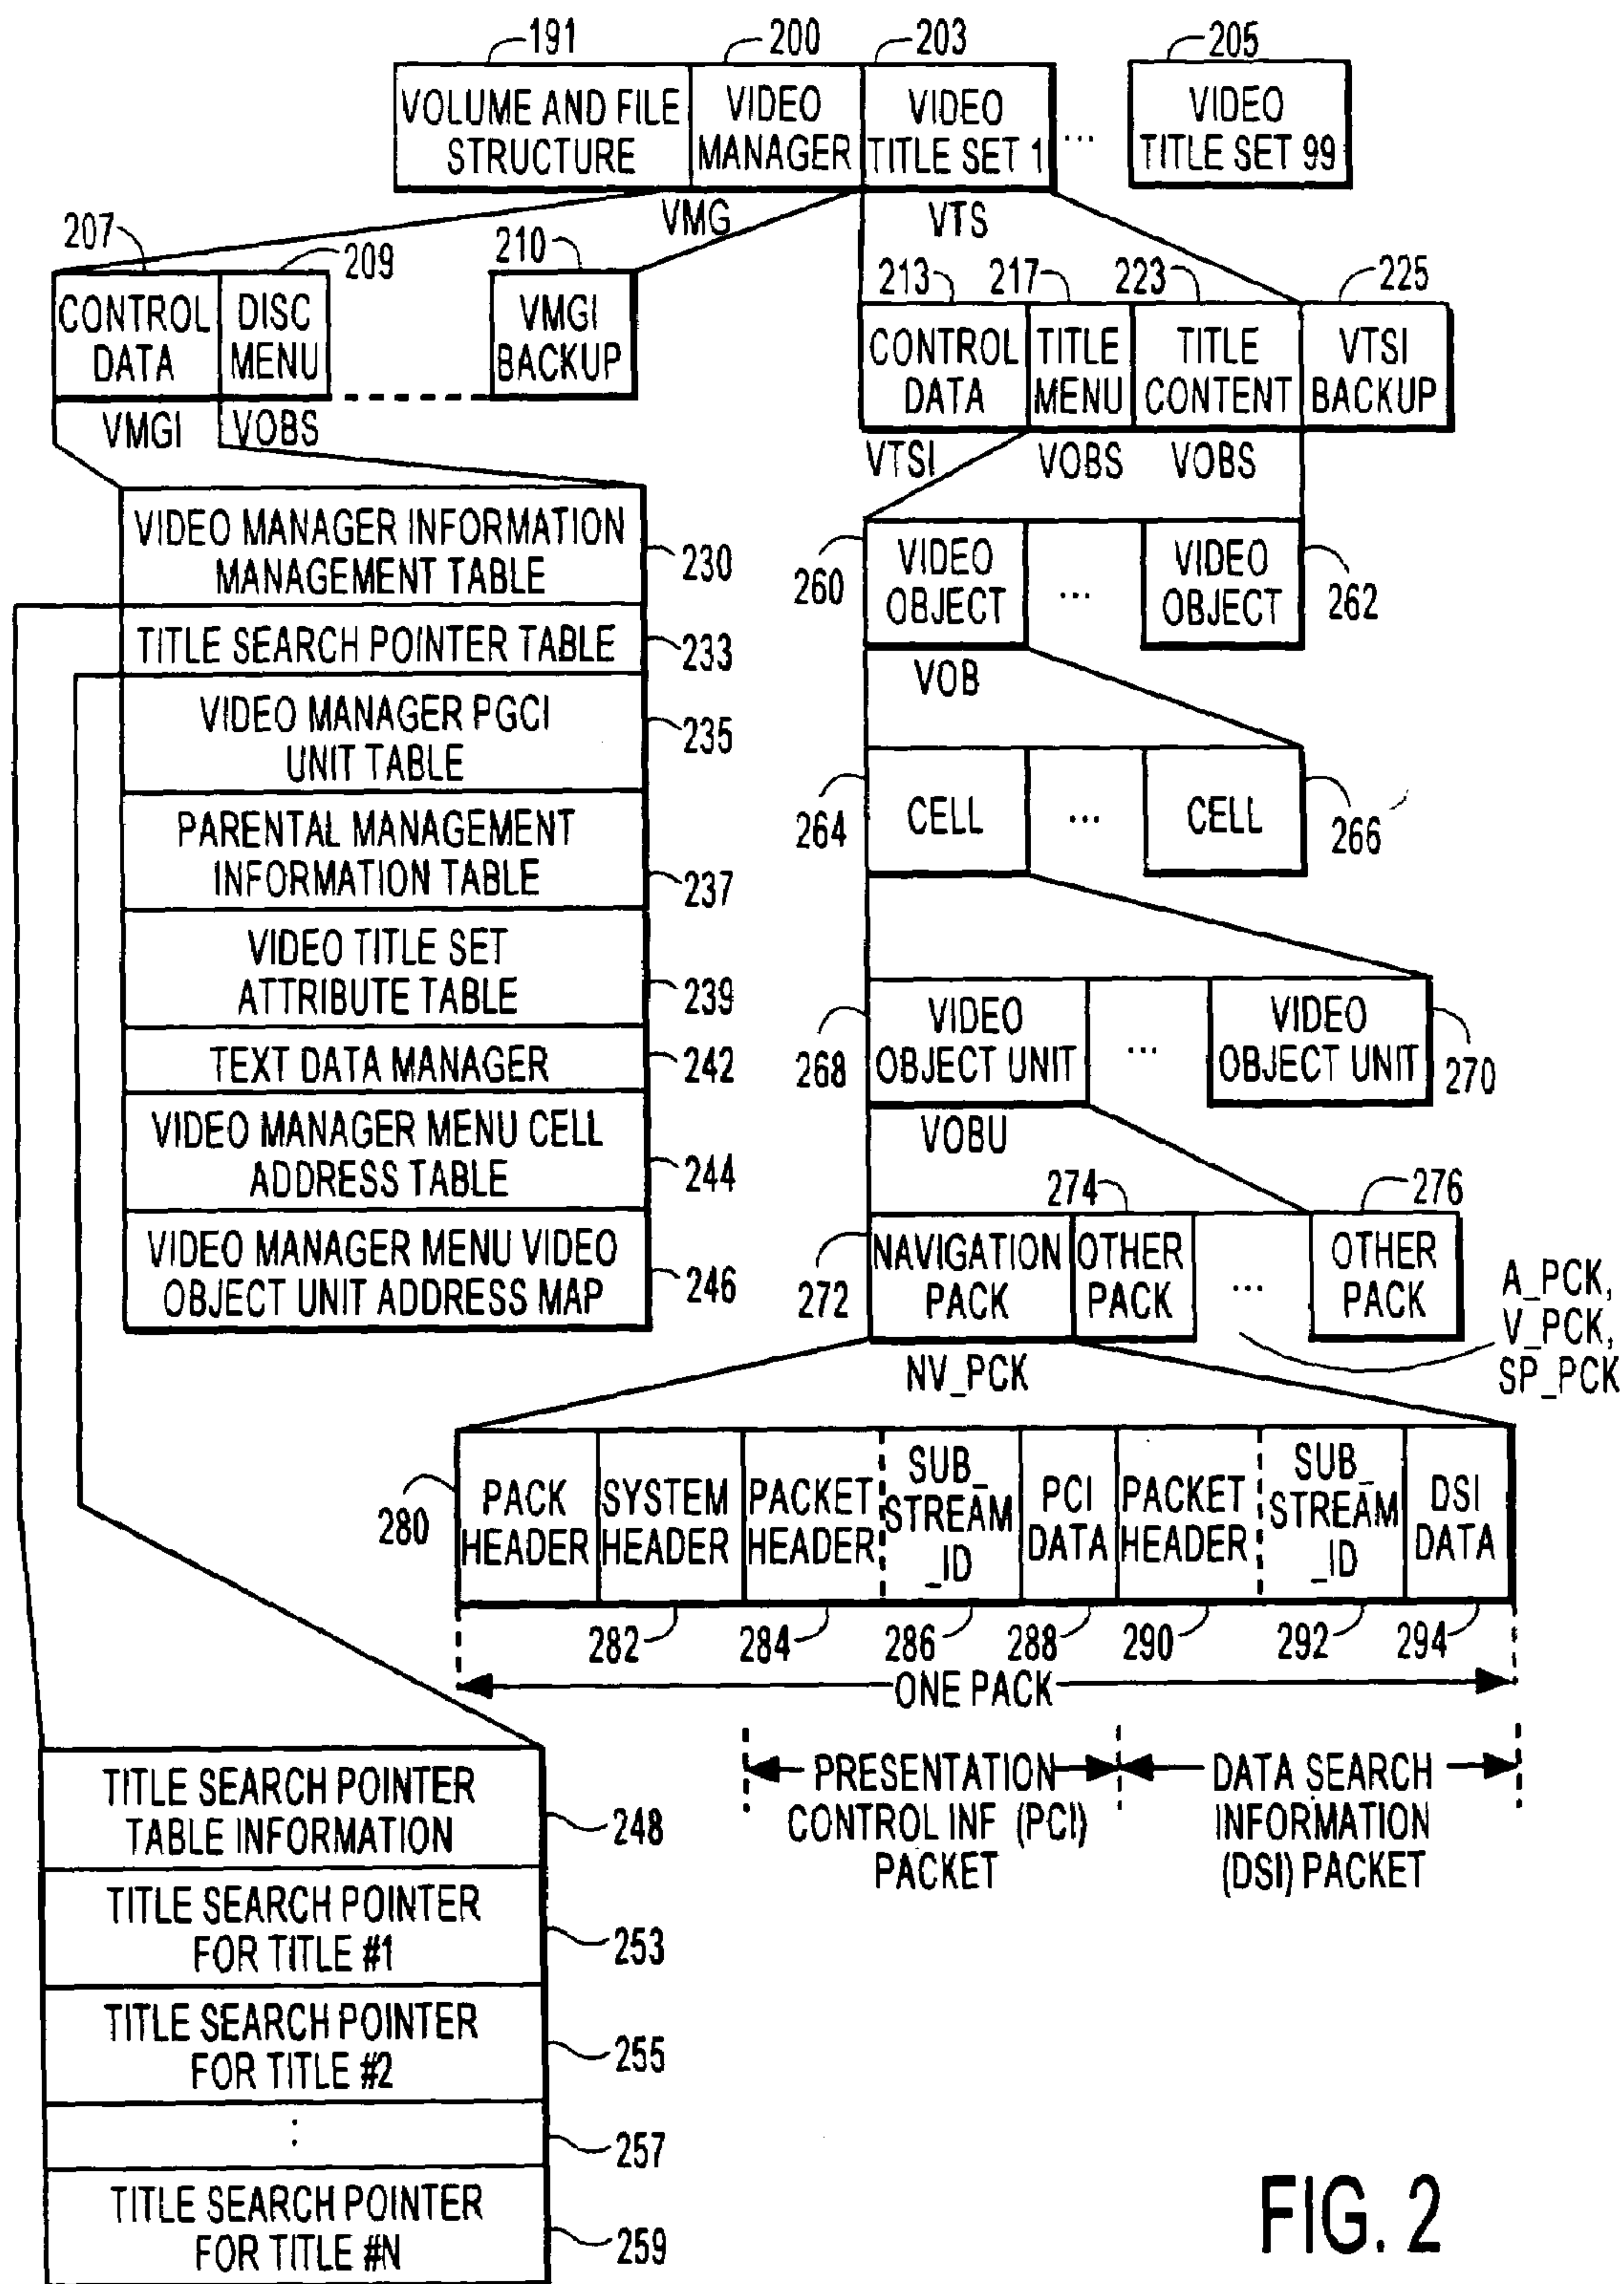 191
200
203
205
VOLUME AND FILE
STRUCTURE
VIDEO
MANAGER
VIDEO
TITLE SET 1
...
VIDEO
TITLE SET 99
VMG
VTS
207
209
210
CONTROL
DATA
DISC
MENU
VMGI
BACKUP
VMGI
VOBS
213
217
223
225
CONTROL
DATA
TITLE
MENU
TITLE
CONTENT
VTSI
BACKUP
VTSI
VOBS
VOBS
VIDEO MANAGER INFORMATION
MANAGEMENT TABLE
230
TITLE SEARCH POINTER TABLE
233
VIDEO MANAGER PGCI
UNIT TABLE
235
PARENTAL MANAGEMENT
INFORMATION TABLE
237
VIDEO TITLE SET
ATTRIBUTE TABLE
239
TEXT DATA MANAGER
242
VIDEO MANAGER MENU CELL
ADDRESS TABLE
244
VIDEO MANAGER MENU VIDEO
OBJECT UNIT ADDRESS MAP
246
260
VIDEO
OBJECT
...
VIDEO
OBJECT
262
VOB
264
CELL
...
CELL
266
268
VIDEO
OBJECT UNIT
...
VIDEO
OBJECT UNIT
270
VOBU
274
276
272
NAVIGATION
PACK
OTHER
PACK
...
OTHER
PACK
A_PCK,
V_PCK,
SP_PCK
NV_PCK
280
PACK
HEADER
SYSTEM
HEADER
PACKET
HEADER
SUB_
STREAM
_ID
PCI
DATA
PACKET
HEADER
SUB_
STREAM
_ID
DSI
DATA
282
284
286
288
290
292
294
ONE PACK
PRESENTATION
CONTROL INF (PCI)
PACKET
DATA SEARCH
INFORMATION
(DSI) PACKET
TITLE SEARCH POINTER
TABLE INFORMATION
248
TITLE SEARCH POINTER
FOR TITLE #1
253
TITLE SEARCH POINTER
FOR TITLE #2
255
:
257
TITLE SEARCH POINTER
FOR TITLE #N
259
FIG. 2